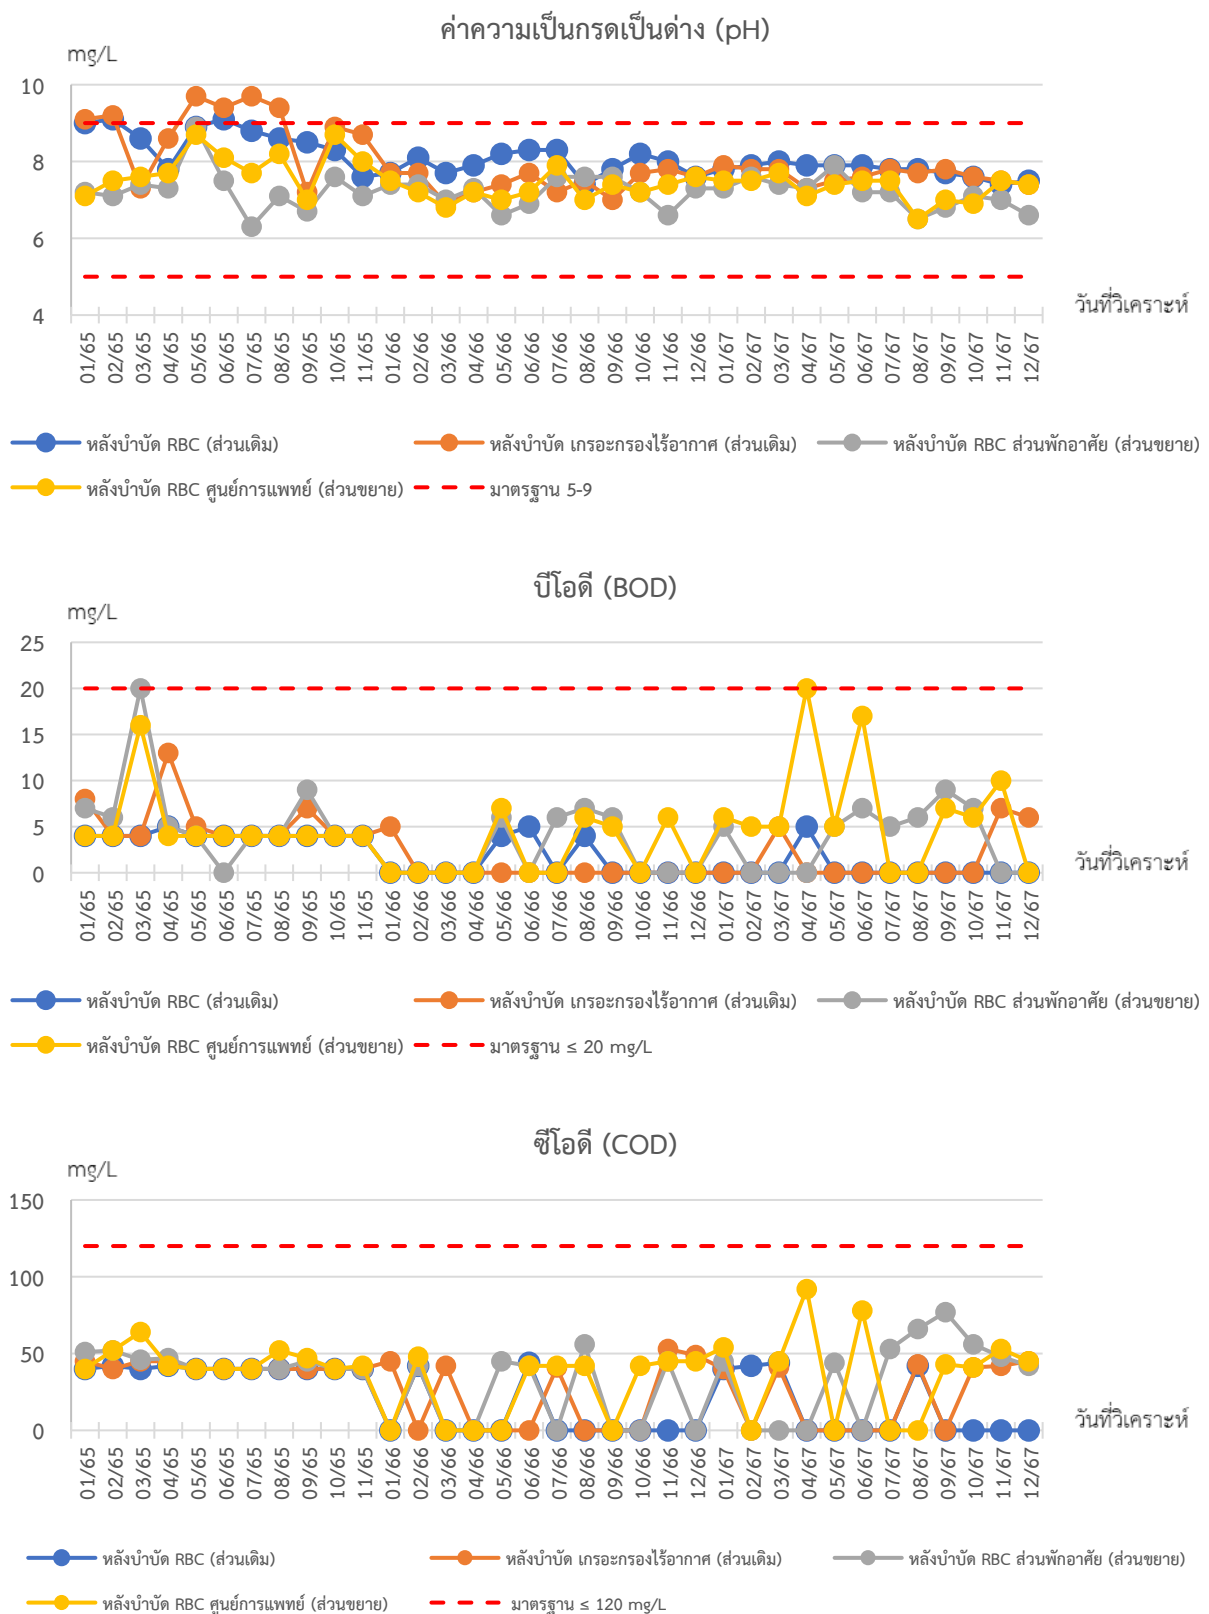 ค่าความเป็นกรดเป็นด่าง (pH)
mg/L
10
8
6
4
วันที่วิเคราะห์
01/65 02/65 03/65 04/65 05/65 06/65 07/65 08/65 09/65 10/65 11/65 01/66 02/66 03/66 04/66 05/66 06/66 07/66 08/66 09/66 10/66 11/66 12/66 01/67 02/67 03/67 04/67 05/67 06/67 07/67 08/67 09/67 10/67 11/67 12/67
หลังบำบัด RBC (ส่วนเดิม) หลังบำบัด เกรอะกรองไร้อากาศ (ส่วนเดิม) หลังบำบัด RBC ส่วนพักอาศัย (ส่วนขยาย)
หลังบำบัด RBC ศูนย์การแพทย์ (ส่วนขยาย) มาตรฐาน 5-9
บีโอดี (BOD)
mg/L
25
20
15
10
5
0
วันที่วิเคราะห์
01/65 02/65 03/65 04/65 05/65 06/65 07/65 08/65 09/65 10/65 11/65 01/66 02/66 03/66 04/66 05/66 06/66 07/66 08/66 09/66 10/66 11/66 12/66 01/67 02/67 03/67 04/67 05/67 06/67 07/67 08/67 09/67 10/67 11/67 12/67
หลังบำบัด RBC (ส่วนเดิม) หลังบำบัด เกรอะกรองไร้อากาศ (ส่วนเดิม) หลังบำบัด RBC ส่วนพักอาศัย (ส่วนขยาย)
หลังบำบัด RBC ศูนย์การแพทย์ (ส่วนขยาย) มาตรฐาน ≤ 20 mg/L
ซีโอดี (COD)
mg/L
150
100
50
0
วันที่วิเคราะห์
01/65 02/65 03/65 04/65 05/65 06/65 07/65 08/65 09/65 10/65 11/65 01/66 02/66 03/66 04/66 05/66 06/66 07/66 08/66 09/66 10/66 11/66 12/66 01/67 02/67 03/67 04/67 05/67 06/67 07/67 08/67 09/67 10/67 11/67 12/67
หลังบำบัด RBC (ส่วนเดิม) หลังบำบัด เกรอะกรองไร้อากาศ (ส่วนเดิม) หลังบำบัด RBC ส่วนพักอาศัย (ส่วนขยาย)
หลังบำบัด RBC ศูนย์การแพทย์ (ส่วนขยาย) มาตรฐาน ≤ 120 mg/L